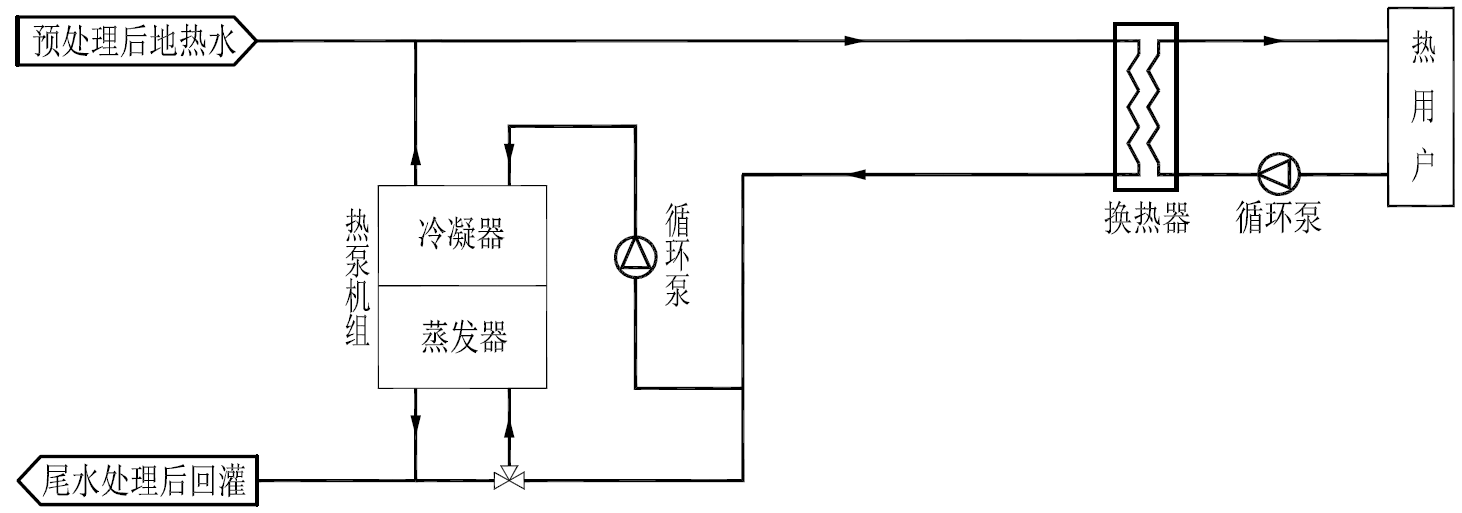 预处理后地热水
热用户
换热器
循环泵
热泵机组
冷凝器
循环泵
蒸发器
尾水处理后回灌